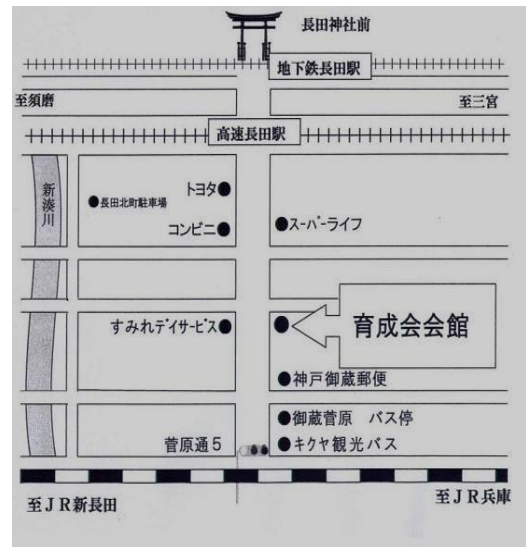 長田神社前
地下鉄長田駅
至須磨
至三宮
高速長田駅
新湊川
トヨタ
長田北町駐車場
コンビニ
スーパーライフ
すみれデイサービス
育成会会館
神戸御蔵郵便
御蔵菅原 バス停
菅原通5
キクヤ観光バス
至JR新長田
至JR兵庫